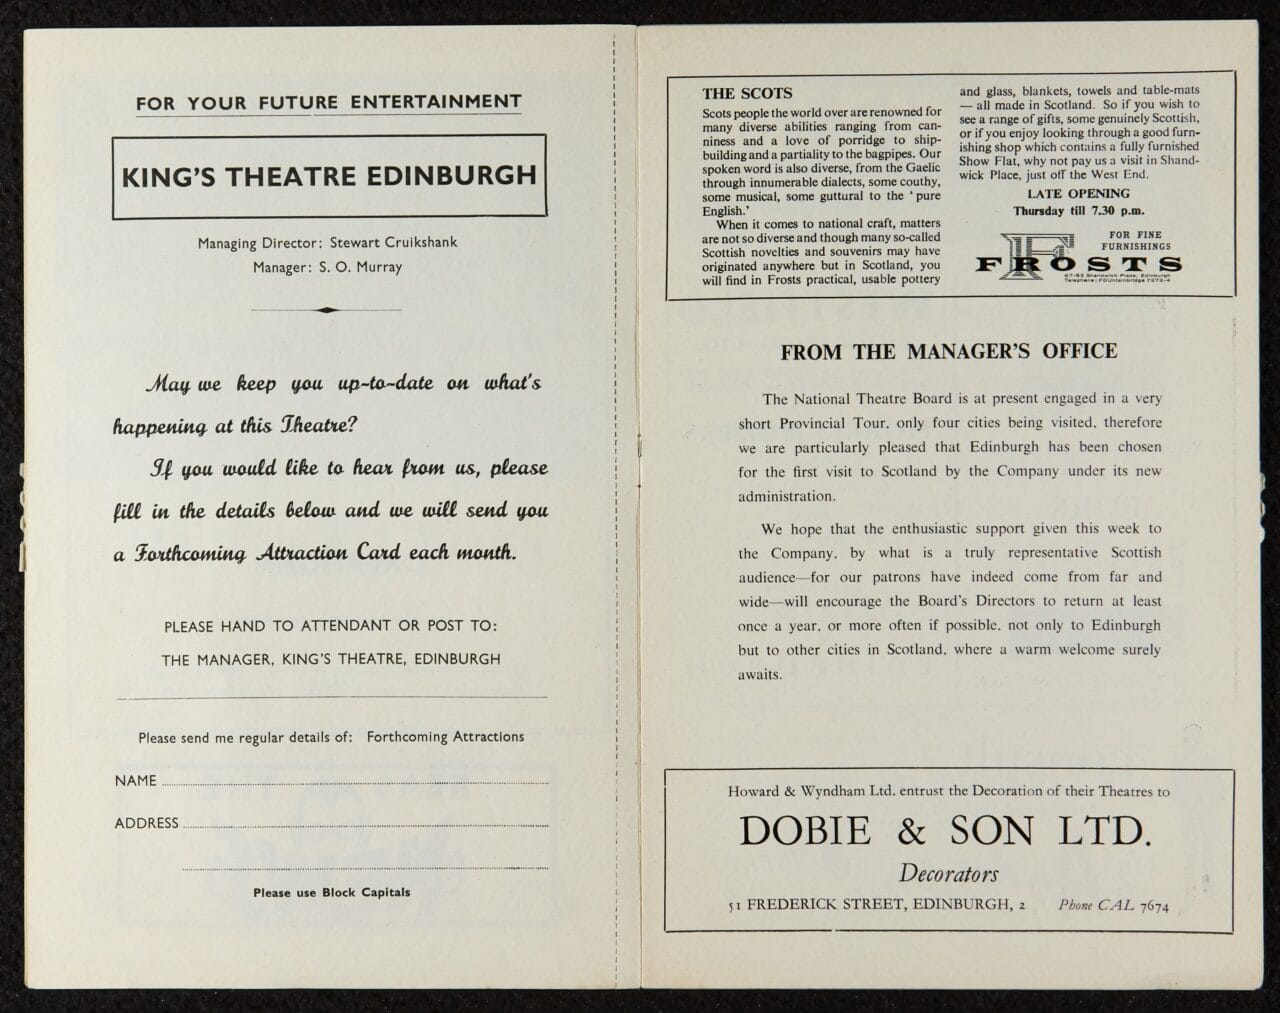 FOR YOUR FUTURE ENTERTAINMENT
KING'S THEATRE EDINBURGH
Managing Director: Stewart Cruikshank
Manager: S. O. Murray
May we keep you up-to-date on what's
happening at this Theatre?
If you would like to hear from us, please
fill in the details below and we will send you
a Forthcoming Attraction Card each month.
PLEASE HAND TO ATTENDANT OR POST TO:
THE MANAGER, KING'S THEATRE, EDINBURGH
Please send me regular details of: Forthcoming Attractions
NAME
ADDRESS
Please use Block Capitals
THE SCOTS
Scots people the world over are renowned for
many diverse abilities ranging from can-
niness and a love of porridge to ship-
building and a partiality to the bagpipes. Our
spoken word is also diverse, from the Gaelic
through innumerable dialects, some couthy,
some musical, some guttural to the ' pure
English.'
When it comes to national craft, matters
are not so diverse and though many so-called
Scottish novelties and souvenirs may have
originated anywhere but in Scotland, you
will find in Frosts practical, usable pottery
and glass, blankets, towels and table-mats
— all made in Scotland. So if you wish to
see a range of gifts, some genuinely Scottish,
or if you enjoy looking through a good furn-
ishing shop which contains a fully furnished
Show Flat, why not pay us a visit in Shand-
wick Place, just off the West End.
LATE OPENING
Thursday till 7.30 p.m.
F
FOR FINE
FURNISHINGS
FROSTS
67-83 Shandwick Place, Edinburgh
Telephone: FOUntainbridge 7272-4
FROM THE MANAGER'S OFFICE
The National Theatre Board is at present engaged in a very
short Provincial Tour, only four cities being visited, therefore
we are particularly pleased that Edinburgh has been chosen
for the first visit to Scotland by the Company under its new
administration.
We hope that the enthusiastic support given this week to
the Company, by what is a truly representative Scottish
audience—for our patrons have indeed come from far and
wide—will encourage the Board's Directors to return at least
once a year, or more often if possible, not only to Edinburgh
but to other cities in Scotland, where a warm welcome surely
awaits.
Howard & Wyndham Ltd. entrust the Decoration of their Theatres to
DOBIE & SON LTD.
Decorators
51 FREDERICK STREET, EDINBURGH, 2 Phone CAL 7674